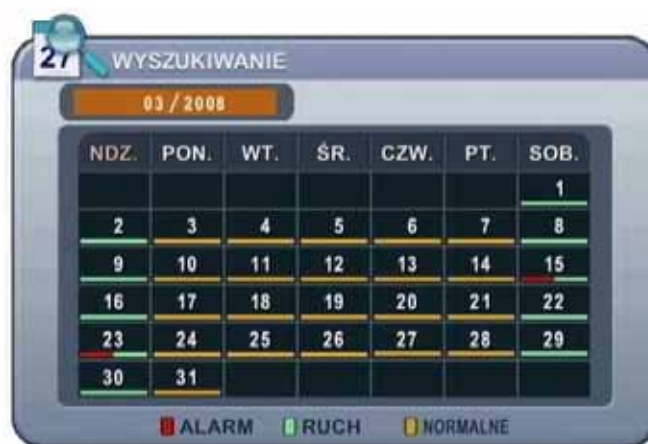 27 WYSZUKIWANIE
03 / 2008
NDZ. PON. WT. ŚR. CZW. PT. SOB.
1
2 3 4 5 6 7 8
9 10 11 12 13 14 15
16 17 18 19 20 21 22
23 24 25 26 27 28 29
30 31
ALARM RUCH NORMALNE